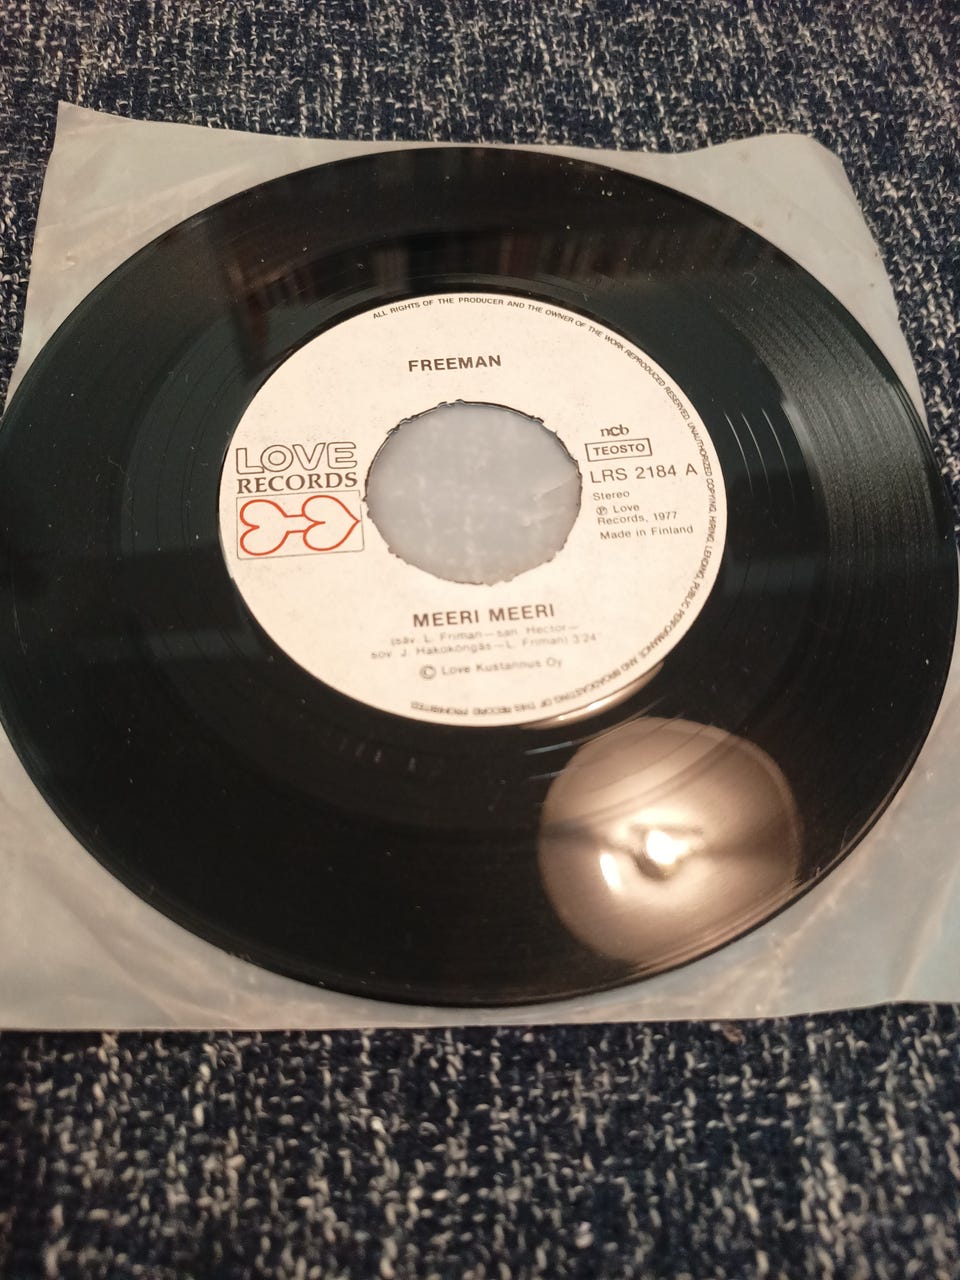 ALL RIGHTS OF THE PRODUCER AND THE OWNER OF THE WORK REPRODUCED RESERVED. UNAUTHORIZED COPYING, HIRING, LENDING, PUBLIC PERFORMANCE AND BROADCASTING OF THIS RECORD PROHIBITED
FREEMAN
LOVE
RECORDS
ncb
TEOSTO
LRS 2184 A
Stereo
Ⓟ Love
Records, 1977
Made in Finland
MEERI MEERI
(säv. L. Friman—san. Hector—
sov. J. Hakokongäs—L. Friman) 3'24
© Love Kustannus Oy